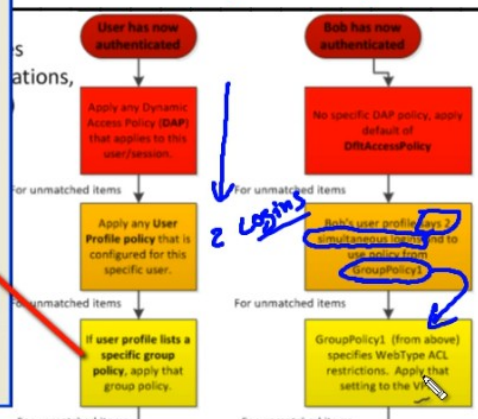 es
ations,
User has now
authenticated
Apply any Dynamic
Access Policy (DAP)
that applies to this
user/session.
For unmatched items
Apply any User
Profile policy that is
configured for this
specific user.
For unmatched items
If user profile lists a
specific group
policy, apply that
group policy.
2 Logins
Bob has now
authenticated
No specific DAP policy, apply
default of
DfltAccessPolicy
For unmatched items
Bob's user profile says 2
simultaneous logins and to
use policy from
GroupPolicy1
For unmatched items
GroupPolicy1 (from above)
specifies WebType ACL
restrictions. Apply that
setting to the